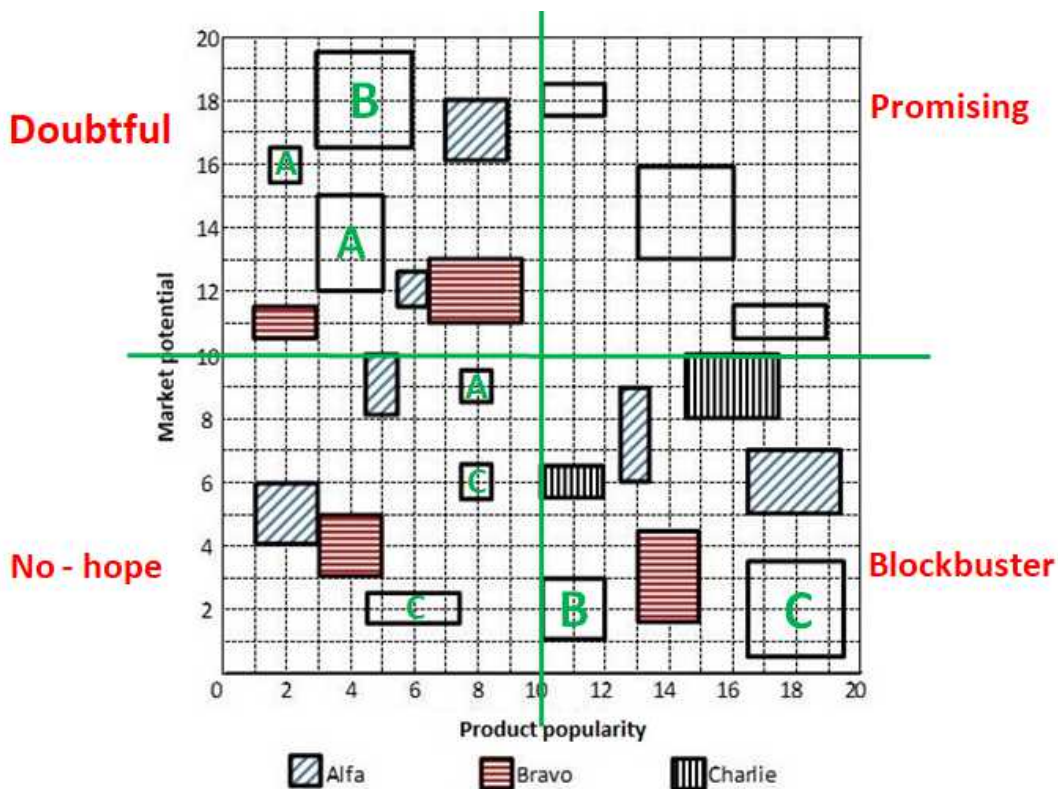 20
B
18
Promising
Doubtful
A
16
14
A
12
10
Market potential
A
8
C
6
4
No - hope
Blockbuster
C
B
C
2
0 2 4 6 8 10 12 14 16 18 20
Product popularity
Alfa Bravo Charlie